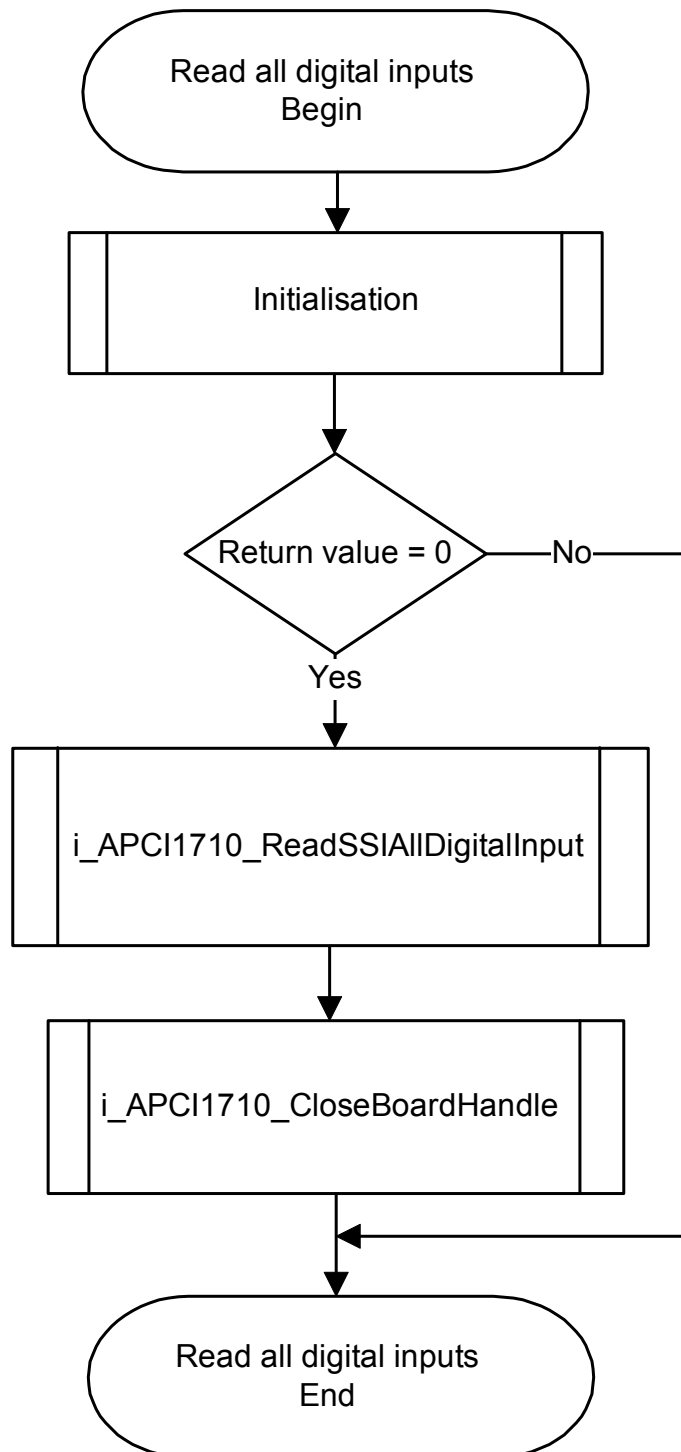 Read all digital inputs
Begin
Initialisation
Return value = 0
No
Yes
i_APCI1710_ReadSSIAllDigitalInput
i_APCI1710_CloseBoardHandle
Read all digital inputs
End